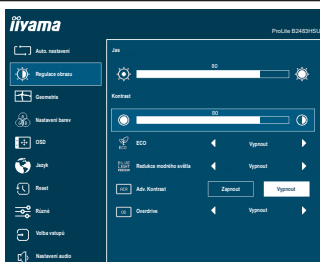 iiyama
ProLite B2483HSU
Auto. nastavení
Regulace obrazu
Geometrie
Nastavení barev
OSD
Jazyk
Reset
Různé
Volba vstupů
Nastavení audio
Jas
80
Kontrast
80
ECO
ECO
Vypnout
BLUE LIGHT
Redukce modrého světla
Vypnout
ACR
Adv. Kontrast
Zapnout
Vypnout
OD
Overdrive
Vypnout